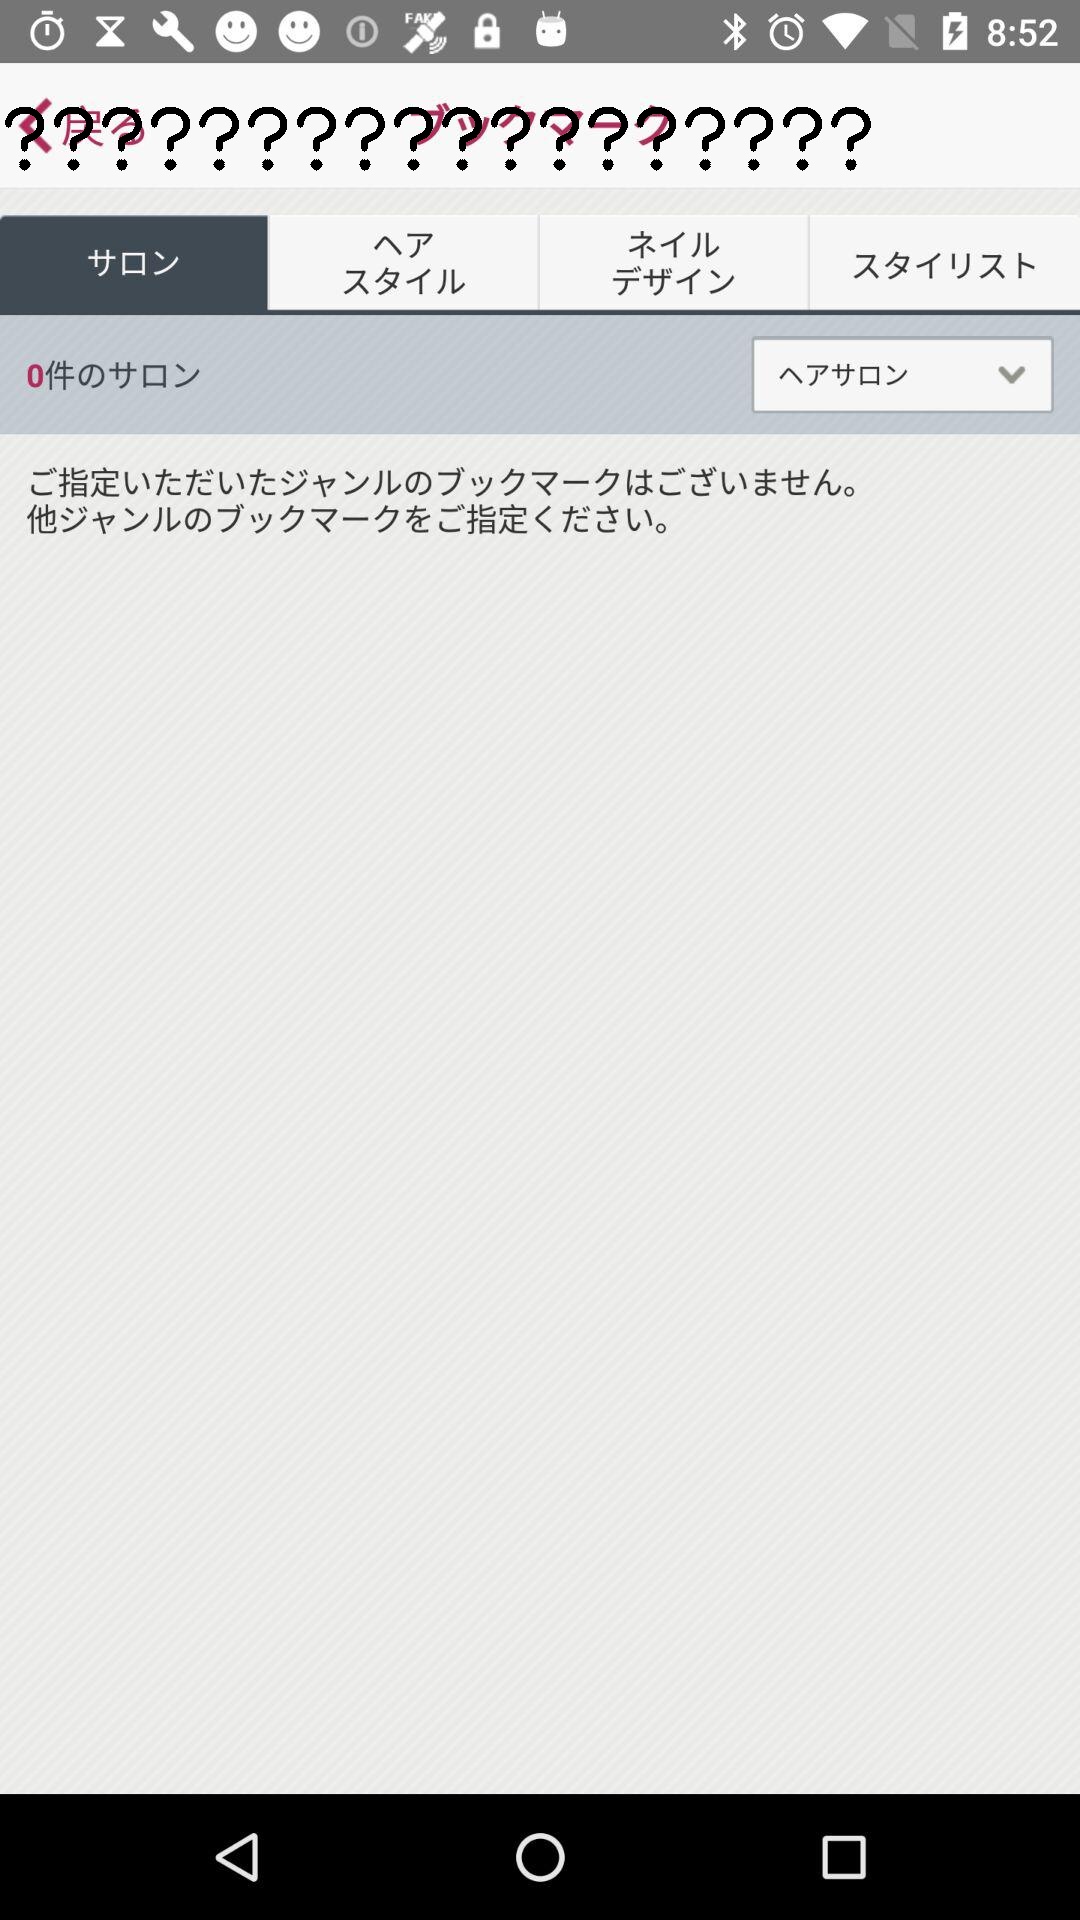 FAKE
8:52
戻る
ブックマーク
??????????????????
サロン
ヘア
スタイル
ネイル
デザイン
スタイリスト
0件のサロン
ヘアサロン
ご指定いただいたジャンルのブックマークはございません。
他ジャンルのブックマークをご指定ください。